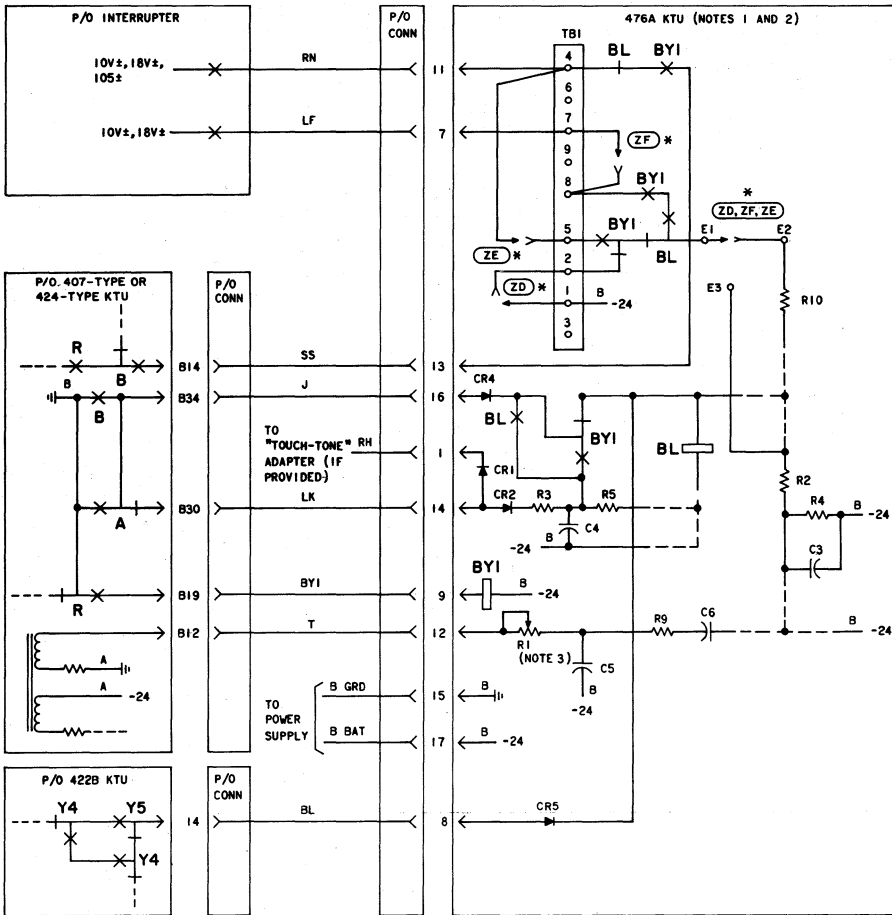 P/O INTERRUPTER
10V±, 18V±,
105±
RN
10V±, 18V±
LF
P/O
CONN
11
7
476A KTU (NOTES 1 AND 2)
TB1
4
6
7
9
8
5
2
1
3
BL
BY1
ZF *
BY1
BY1
BL
*
ZD, ZF, ZE
E1
E2
ZE *
ZD *
B
-24
E3
R10
P/O 407-TYPE OR
424-TYPE KTU
P/O
CONN
R
B
B14
SS
13
B
B
B34
J
16
CR4
BL
BY1
BL
TO
"TOUCH-TONE"
ADAPTER (IF
PROVIDED)
RH
1
CR1
R2
A
B30
LK
14
CR2
R3
R5
C4
B
-24
R4
B
-24
C3
R
B19
BY1
9
BY1
B
-24
B12
T
12
R1
(NOTE 3)
C5
B
-24
R9
C6
B
-24
A
A
-24
TO
POWER
SUPPLY
B GRD
15
B
B BAT
17
B
-24
P/O 422B KTU
P/O
CONN
Y4
Y5
Y4
14
BL
8
CR5